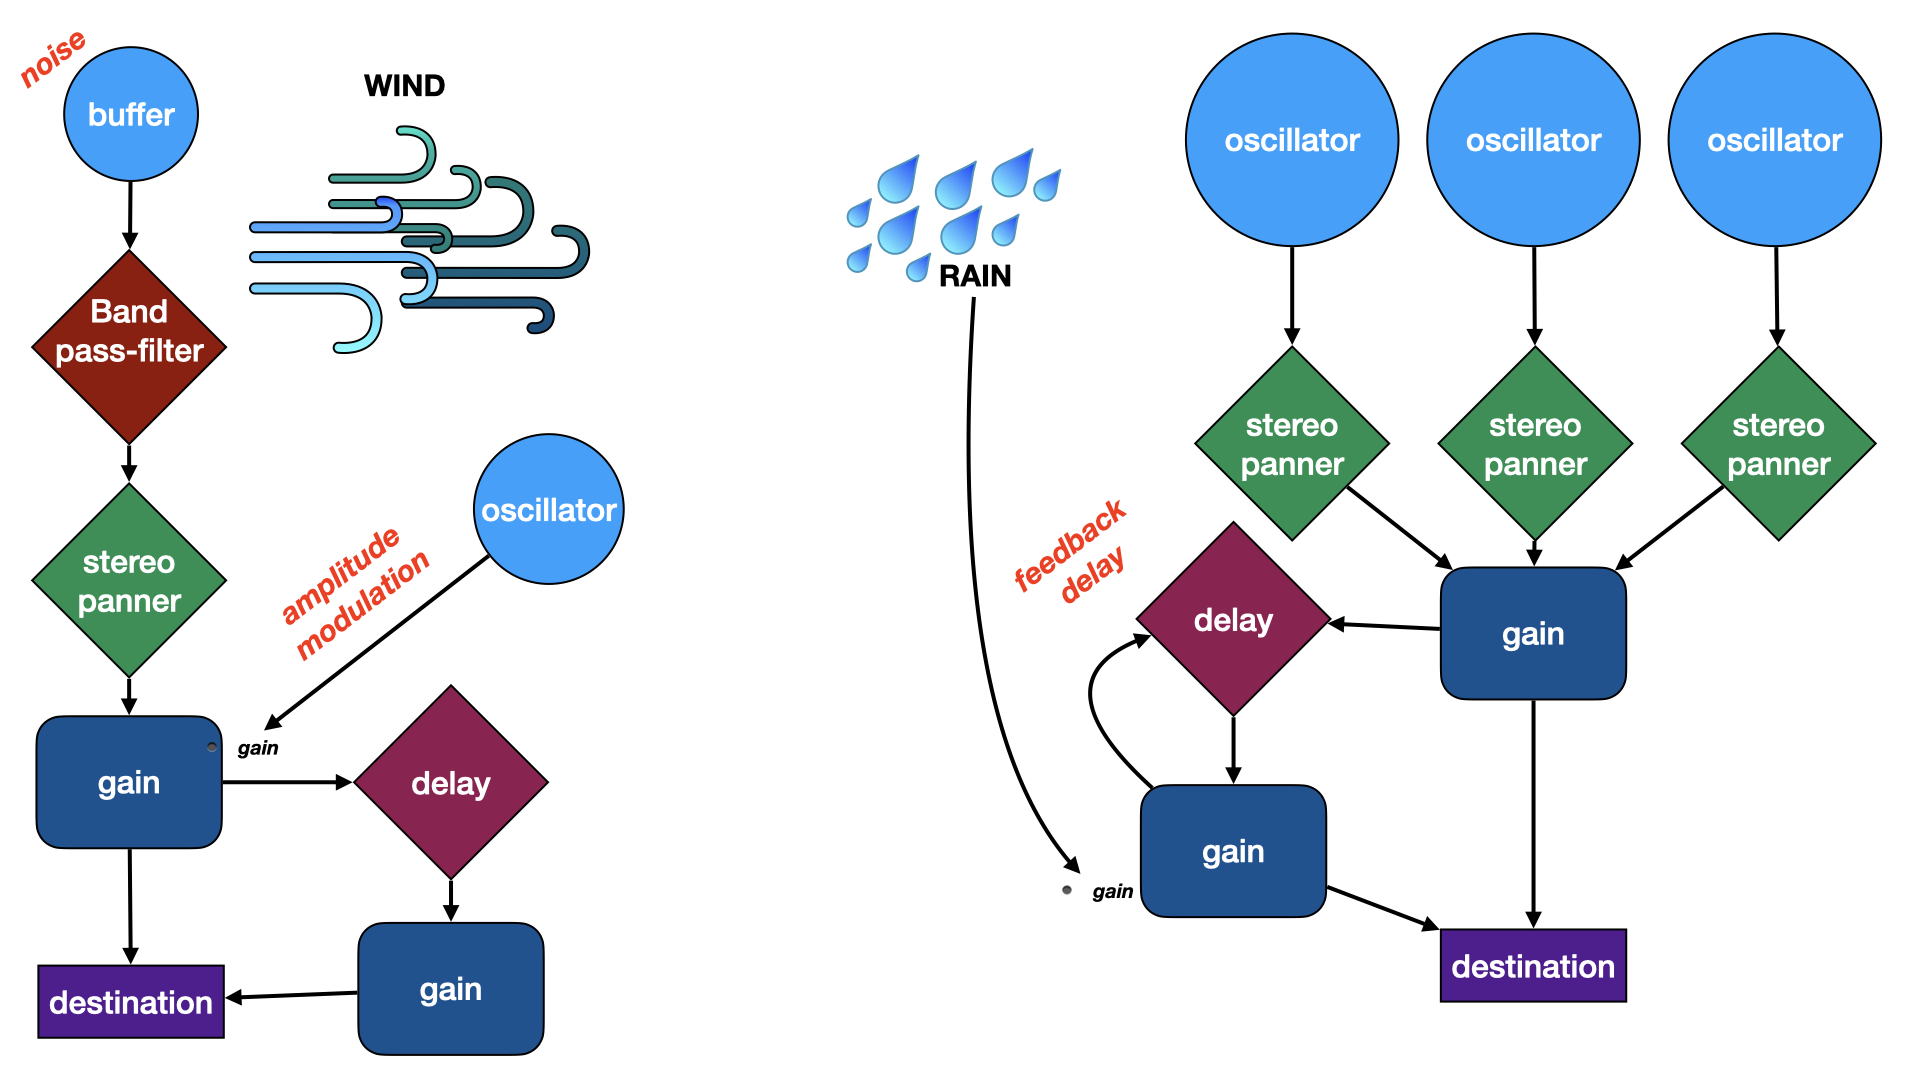 noise
buffer
WIND
Band
pass-filter
stereo
panner
amplitude
modulation
oscillator
gain
gain
delay
gain
destination
RAIN
oscillator
oscillator
oscillator
stereo
panner
stereo
panner
stereo
panner
feedback
delay
delay
gain
gain
gain
destination